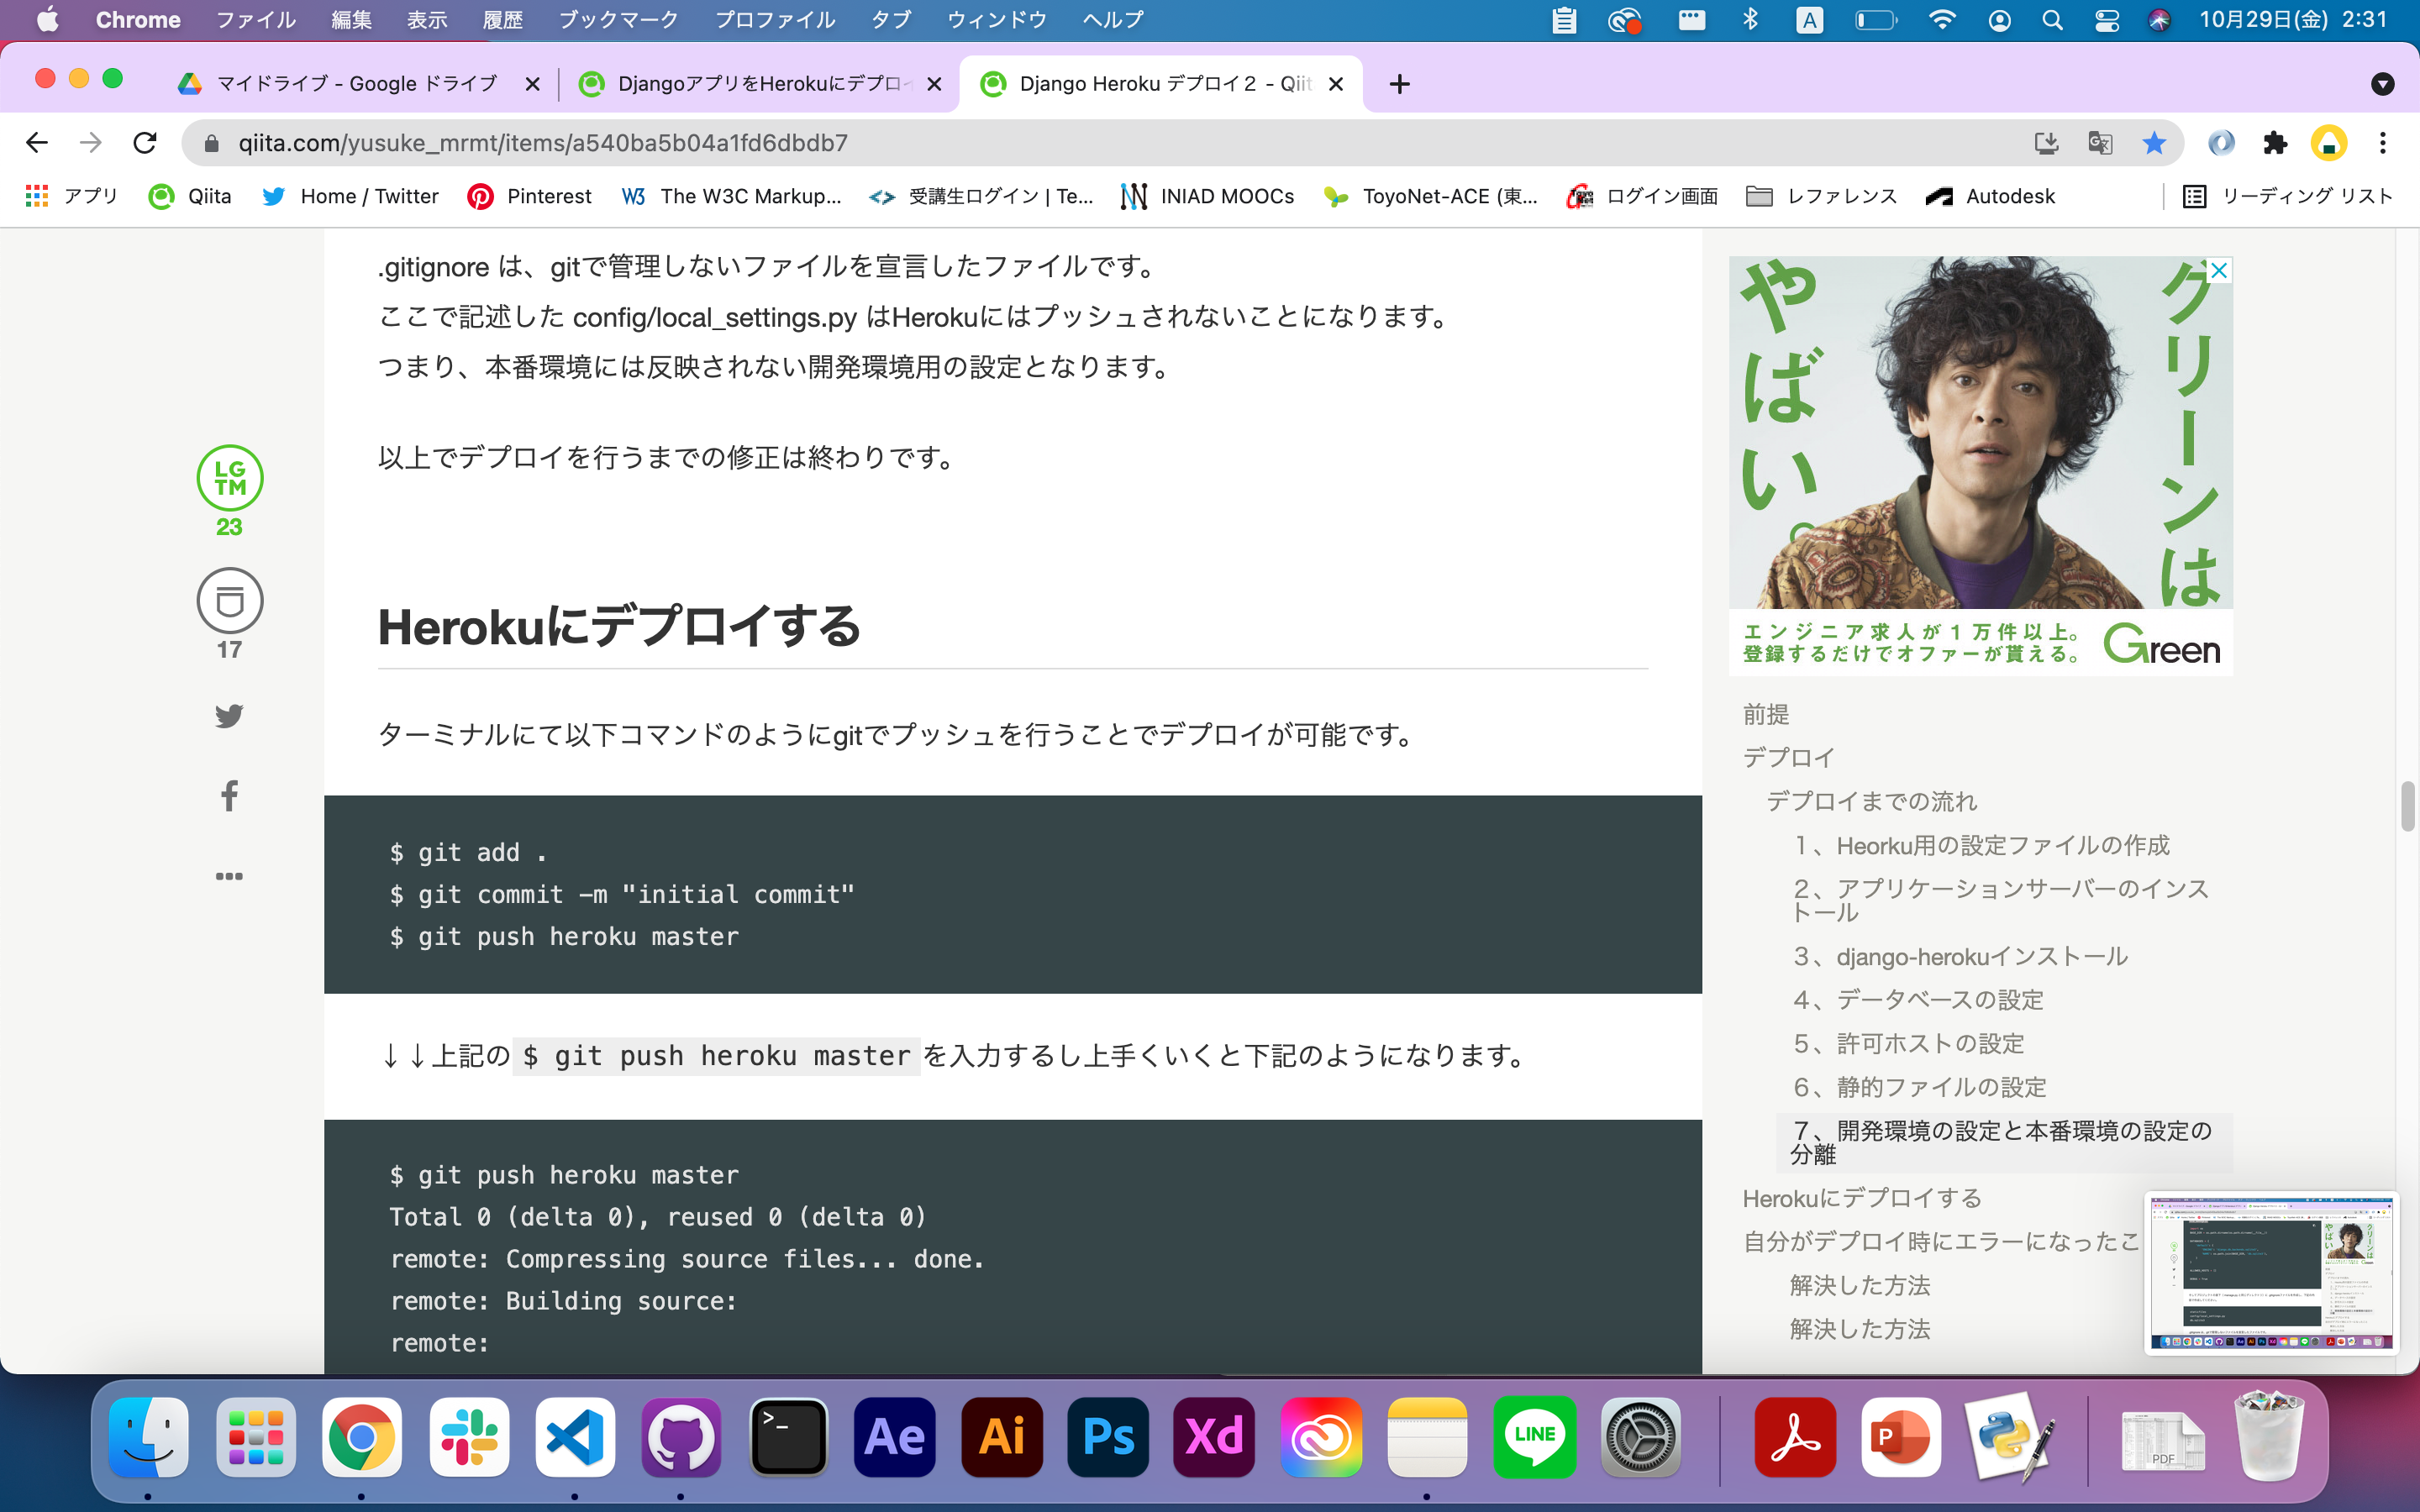 Chrome ファイル 編集 表示 履歴 ブックマーク プロファイル タブ ウィンドウ ヘルプ A 10月29日(金) 2:31
マイドライブ - Google ドライブ DjangoアプリをHerokuにデプロイ Django Heroku デプロイ２ - Qiit
qiita.com/yusuke_mrmt/items/a540ba5b04a1fd6dbdb7
アプリ Qiita Home / Twitter Pinterest W3 The W3C Markup... 受講生ログイン | Te... INIAD MOOCs ToyoNet-ACE (東... ログイン画面 レファレンス Autodesk リーディング リスト
.gitignore は、gitで管理しないファイルを宣言したファイルです。
ここで記述した config/local_settings.py はHerokuにはプッシュされないことになります。
つまり、本番環境には反映されない開発環境用の設定となります。
以上でデプロイを行うまでの修正は終わりです。
LG
TM
23
17
Herokuにデプロイする
ターミナルにて以下コマンドのようにgitでプッシュを行うことでデプロイが可能です。
$ git add .
$ git commit -m "initial commit"
$ git push heroku master
↓↓上記の $ git push heroku master を入力するし上手くいくと下記のようになります。
$ git push heroku master
Total 0 (delta 0), reused 0 (delta 0)
remote: Compressing source files... done.
remote: Building source:
remote:
グリーンは
やばい。
エンジニア求人が１万件以上。
登録するだけでオファーが貰える。
Green
前提
デプロイ
デプロイまでの流れ
１、Heorku用の設定ファイルの作成
２、アプリケーションサーバーのインス
トール
３、django-herokuインストール
４、データベースの設定
５、許可ホストの設定
６、静的ファイルの設定
７、開発環境の設定と本番環境の設定の
分離
Herokuにデプロイする
自分がデプロイ時にエラーになったこ
解決した方法
解決した方法
>_ Ae Ai Ps Xd LINE P PDF